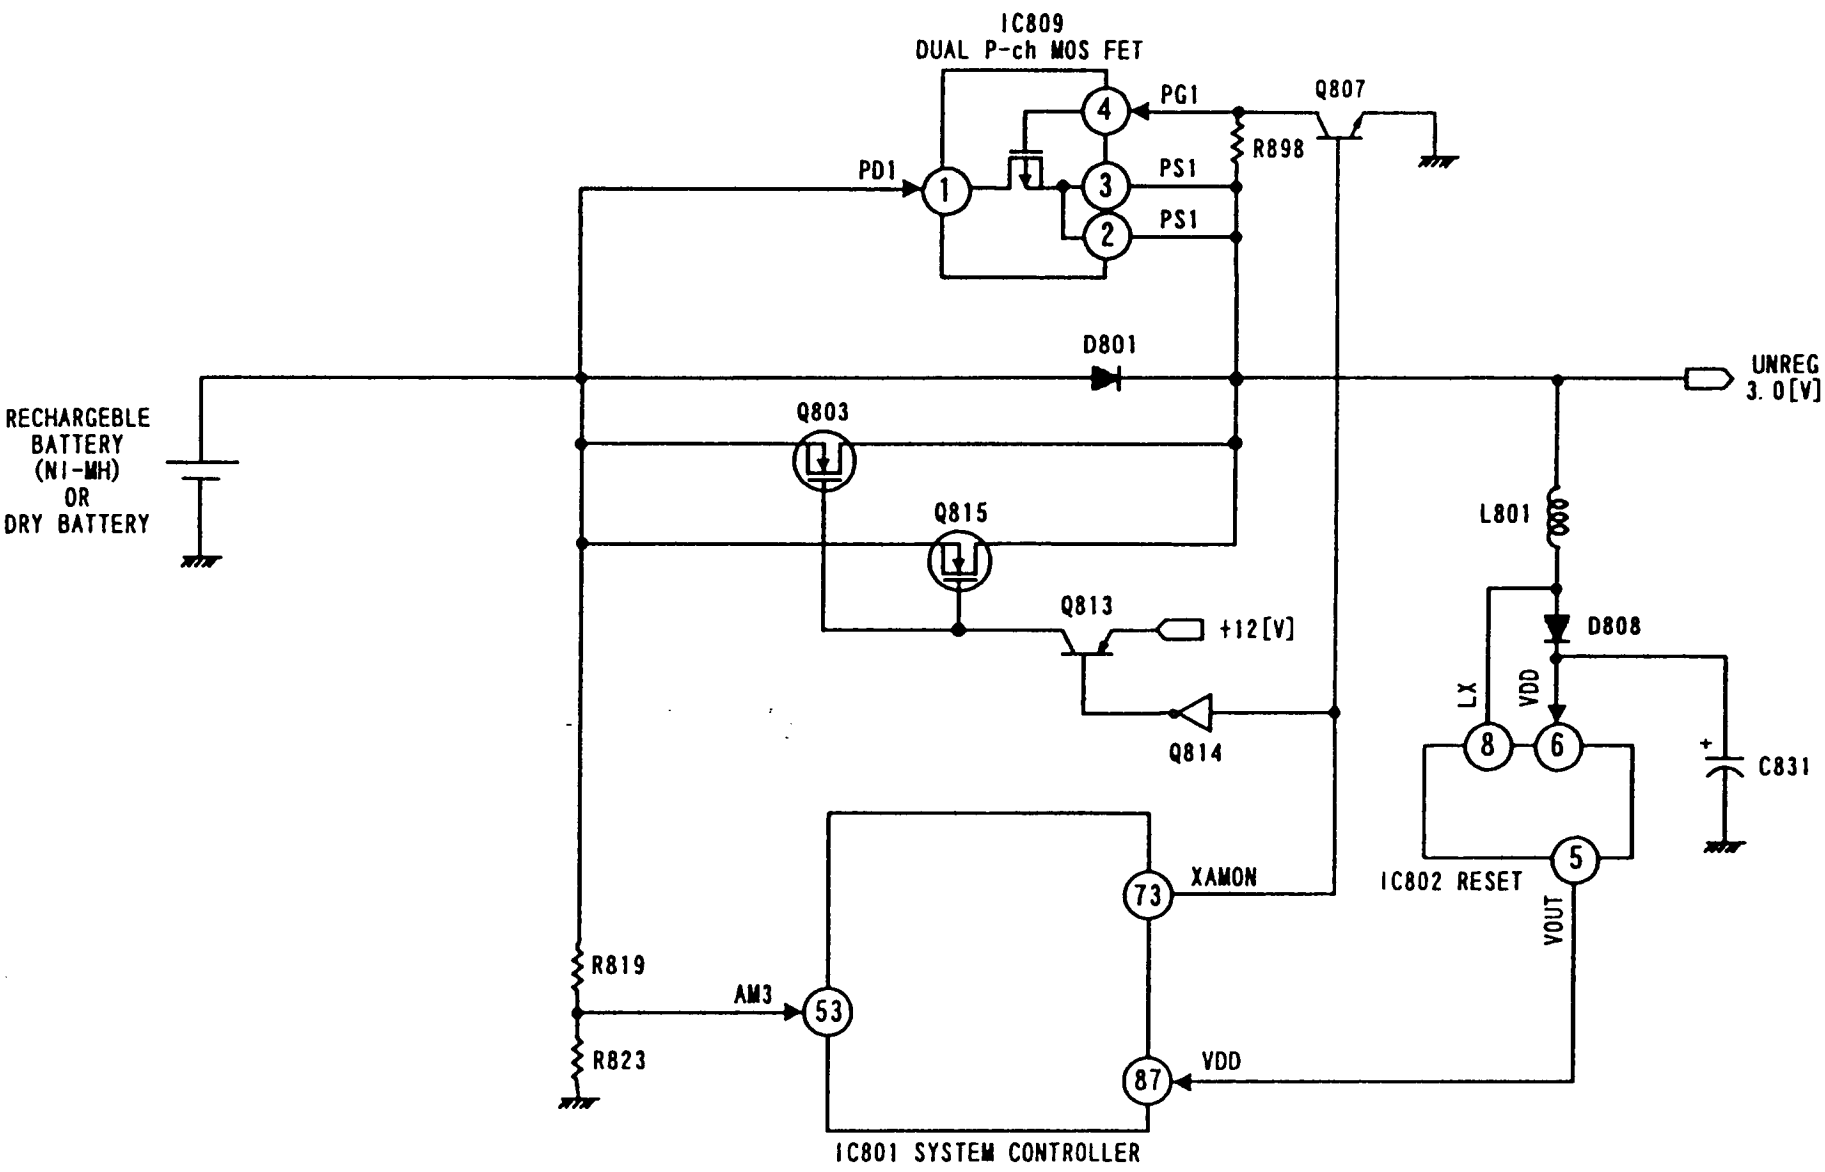 IC809
DUAL P-ch MOS FET
4
PG1
Q807
R898
PD1
1
3
PS1
2
PS1
D801
UNREG
3.0[V]
RECHARGEBLE
BATTERY
(NI-MH)
OR
DRY BATTERY
Q803
Q815
L801
Q813
+12[V]
D808
LX
VDD
Q814
8
6
+
C831
5
IC802 RESET
VOUT
73
XAMON
R819
AM3
53
R823
87
VDD
IC801 SYSTEM CONTROLLER